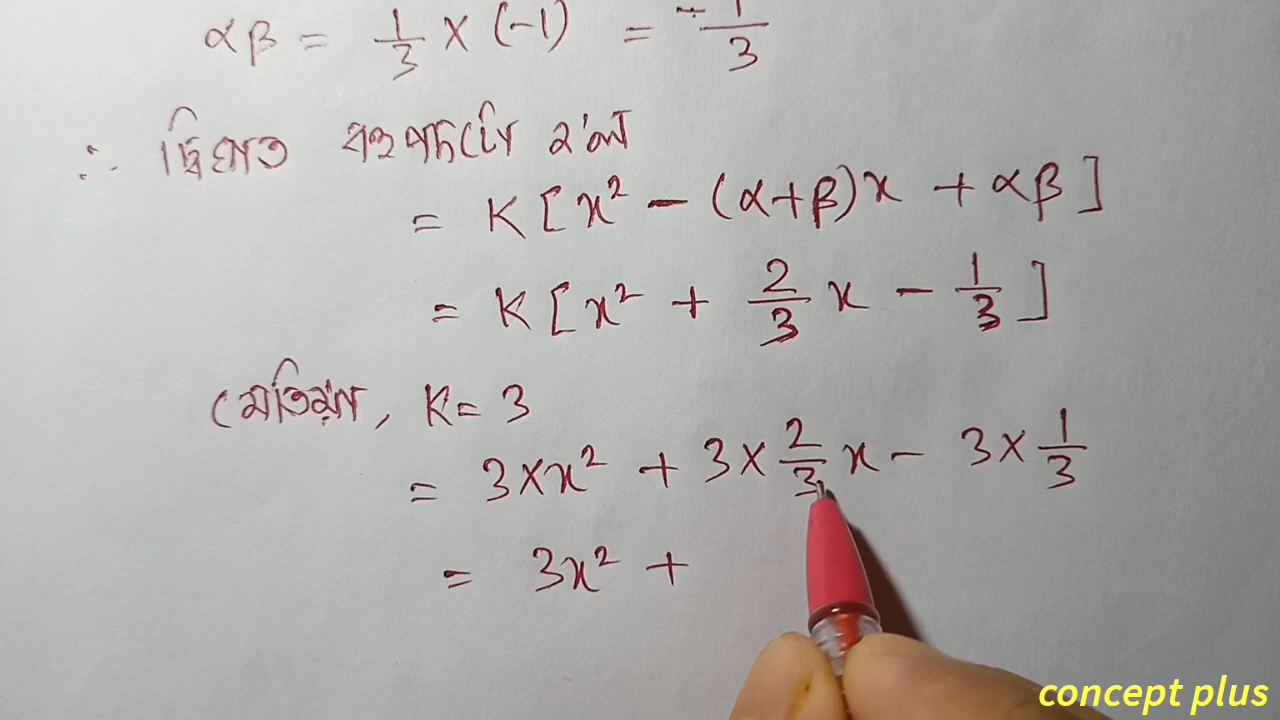 αβ = 1/3 × (-1) = -1/3
∴ দ্বিঘাত বহুপদটো হ'ল
= K[x² - (α+β)x + αβ]
= K[x² + 2/3 x - 1/3]
K = 3
= 3×x² + 3×2/3 x - 3×1/3
= 3x² +
concept plus